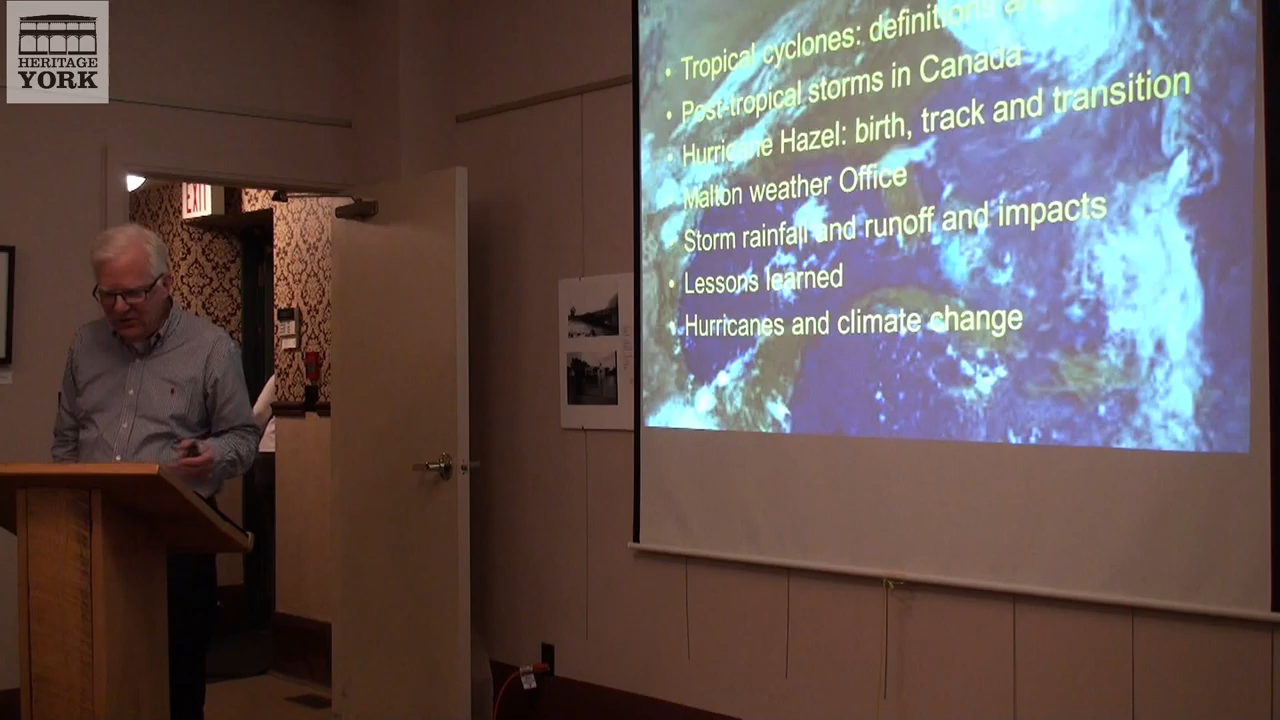 HERITAGE
YORK
EXIT
• Tropical cyclones: definitions and
• Post-tropical storms in Canada
• Hurricane Hazel: birth, track and transition
• Malton weather Office
• Storm rainfall and runoff and impacts
• Lessons learned
• Hurricanes and climate change